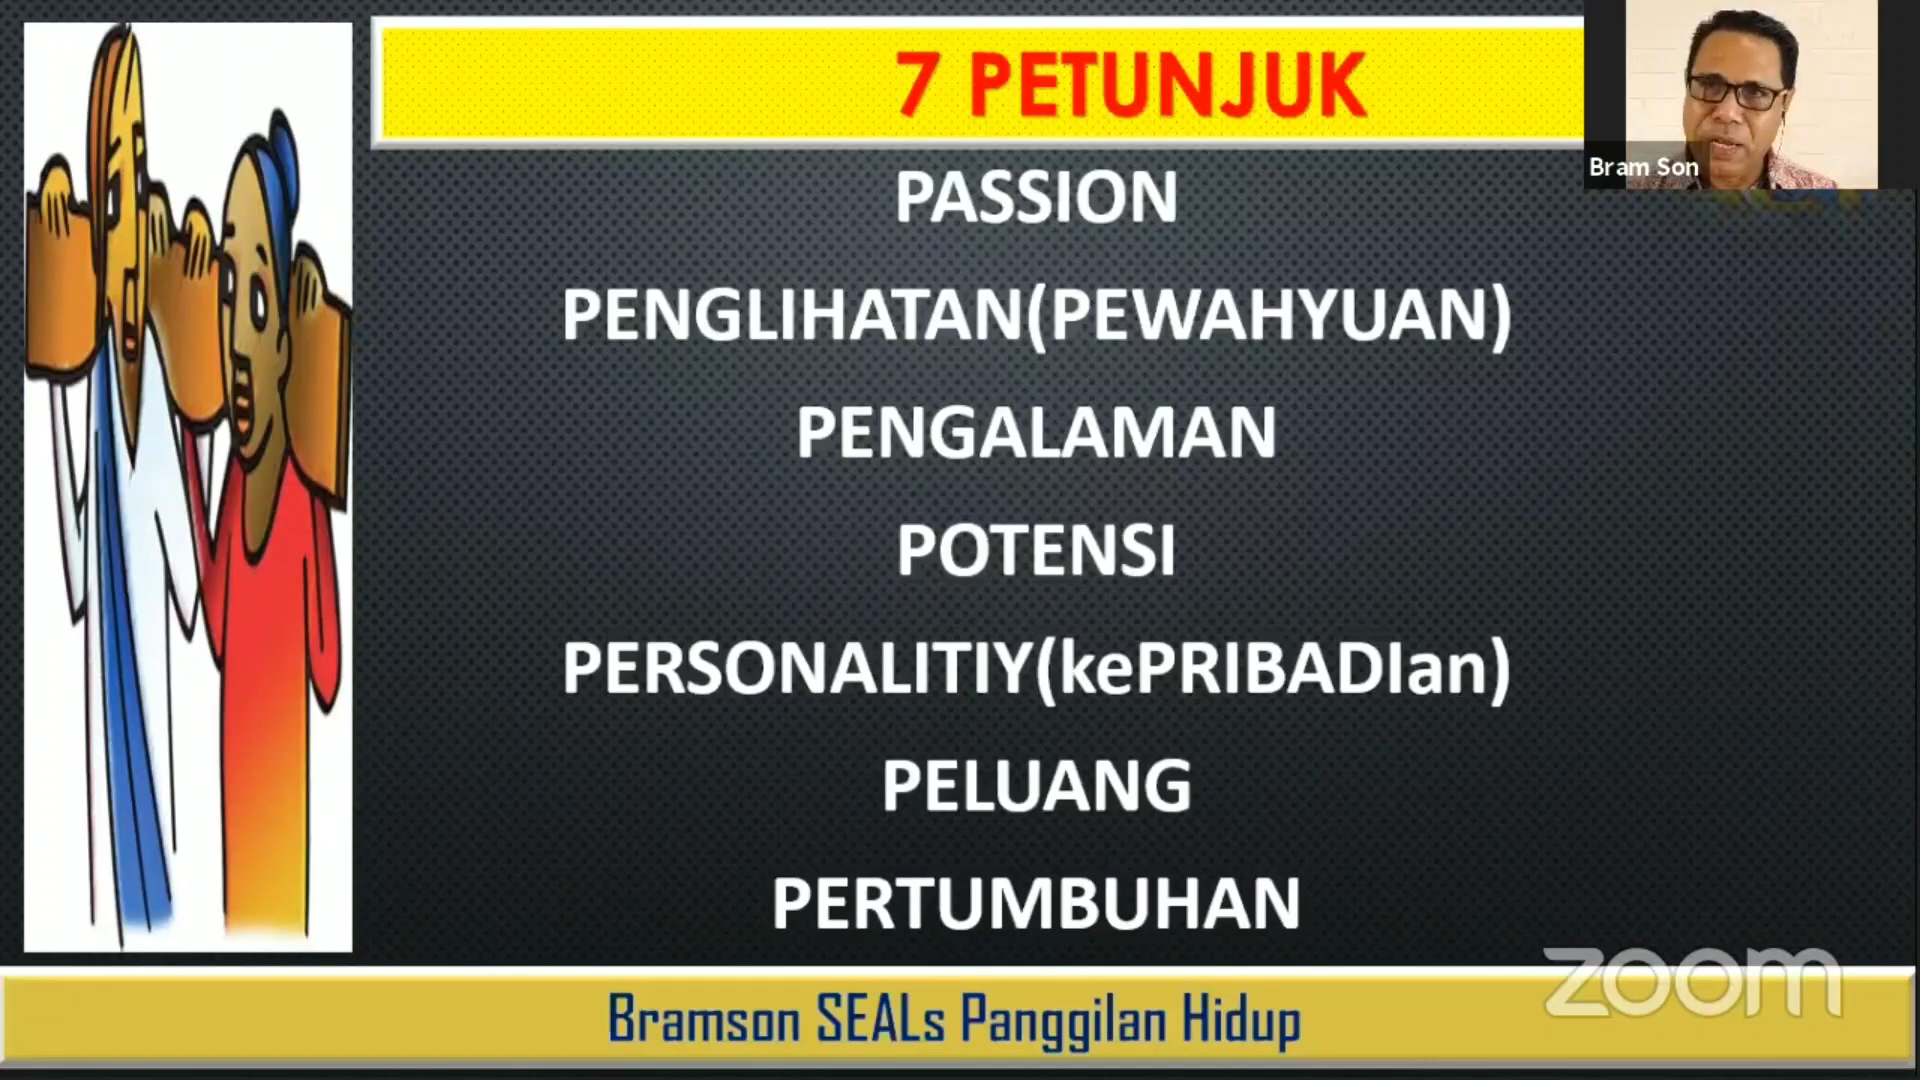 7 PETUNJUK
Bram Son
PASSION
PENGLIHATAN(PEWAHYUAN)
PENGALAMAN
POTENSI
PERSONALITIY(kePRIBADIan)
PELUANG
PERTUMBUHAN
zoom
Bramson SEALs Panggilan Hidup